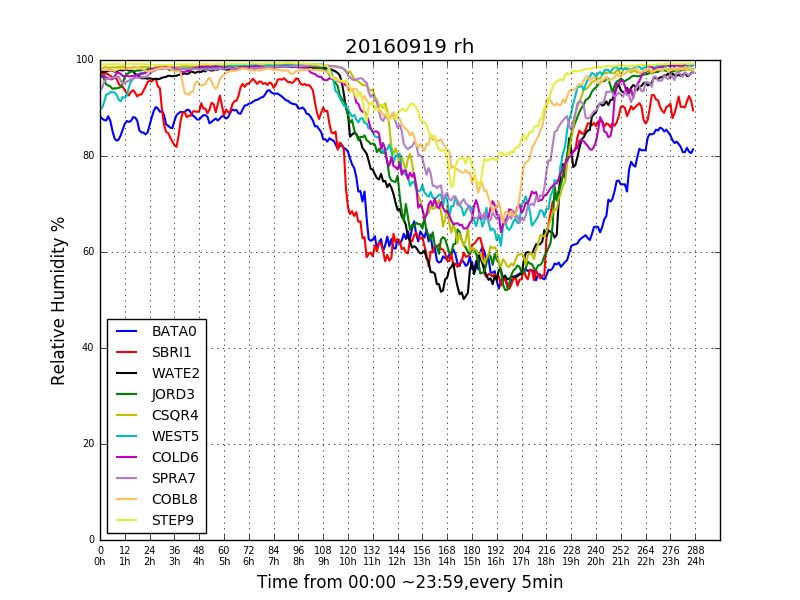 20160919 rh
100
80
60
40
20
0
Relative Humidity %
BATA0
SBRI1
WATE2
JORD3
CSQR4
WEST5
COLD6
SPRA7
COBL8
STEP9
0 12 24 36 48 60 72 84 96 108 120 132 144 156 168 180 192 204 216 228 240 252 264 276 288
0h 1h 2h 3h 4h 5h 6h 7h 8h 9h 10h 11h 12h 13h 14h 15h 16h 17h 18h 19h 20h 21h 22h 23h 24h
Time from 00:00 ~23:59,every 5min